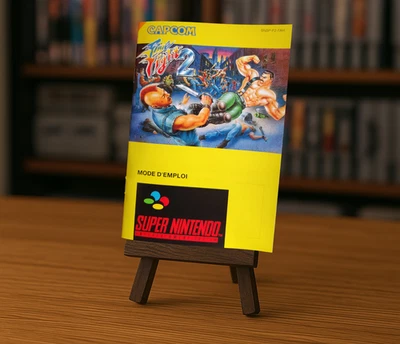 CAPCOM
Final
Fight 2
MODE D'EMPLOI
SUPER NINTENDO